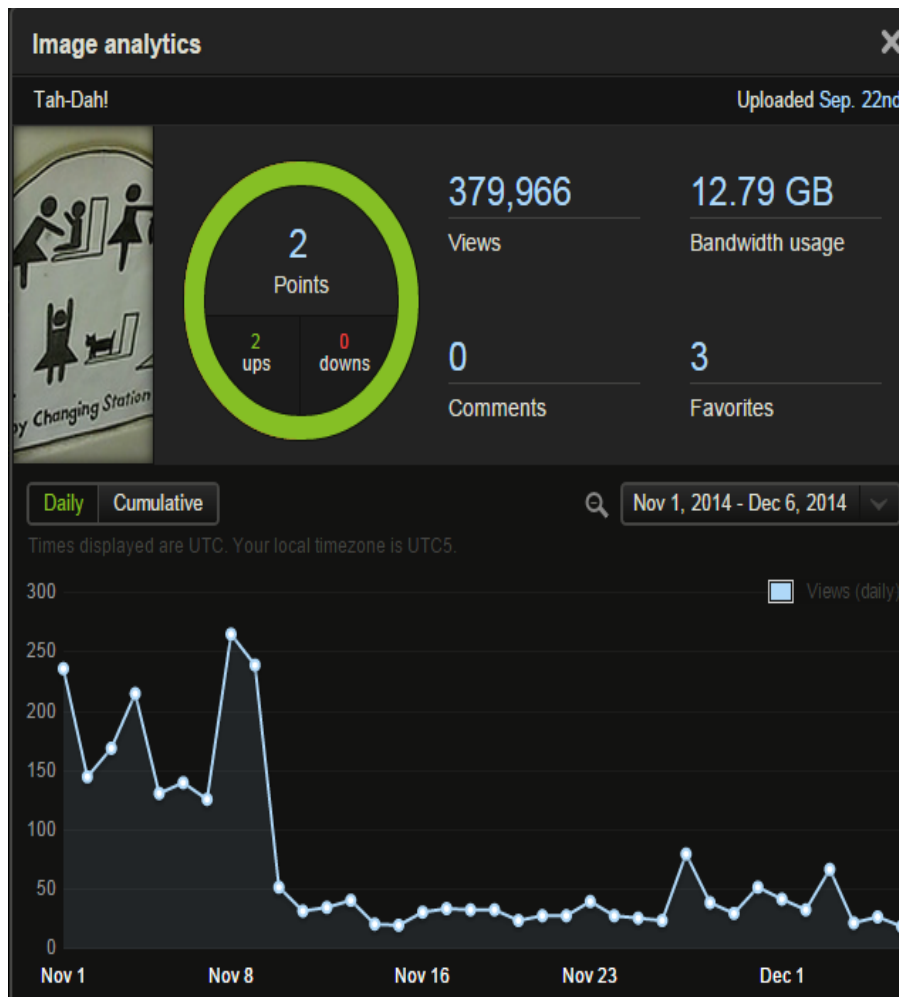 Image analytics
Tah-Dah!
Uploaded Sep. 22nd
by Changing Station
2
Points
2
ups
0
downs
379,966
Views
12.79 GB
Bandwidth usage
0
Comments
3
Favorites
Daily
Cumulative
Nov 1, 2014 - Dec 6, 2014
Times displayed are UTC. Your local timezone is UTC5.
Views (daily)
300
250
200
150
100
50
0
Nov 1
Nov 8
Nov 16
Nov 23
Dec 1